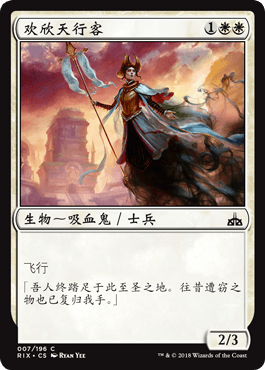 欢欣天行客 1
生物～吸血鬼 / 士兵
飞行
「吾人终踏足于此至圣之地。往昔遭窃之
物也已复归我手。」
2/3
007/196 C
RIX • CS Ryan Yee
™ & © 2018 Wizards of the Coast